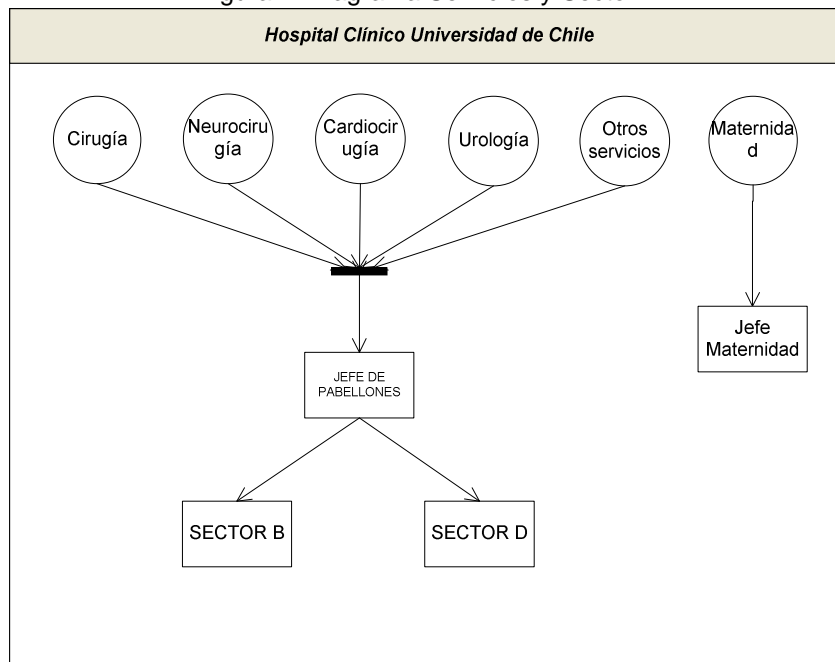 Hospital Clínico Universidad de Chile
Cirugía
Neurociru
gía
Cardiocir
ugía
Urología
Otros
servicios
Maternida
d
Jefe
Maternidad
JEFE DE
PABELLONES
SECTOR B
SECTOR D